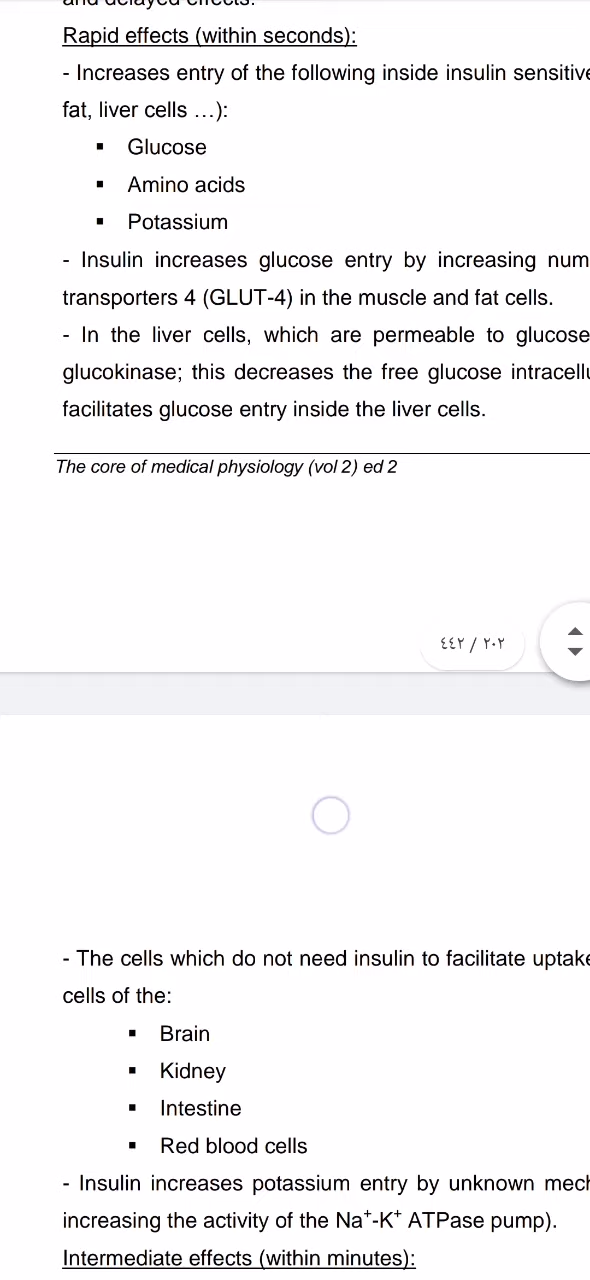 and delayed effects.
Rapid effects (within seconds):
- Increases entry of the following inside insulin sensitive
fat, liver cells …):
▪ Glucose
▪ Amino acids
▪ Potassium
- Insulin increases glucose entry by increasing num
transporters 4 (GLUT-4) in the muscle and fat cells.
- In the liver cells, which are permeable to glucose
glucokinase; this decreases the free glucose intracellu
facilitates glucose entry inside the liver cells.
The core of medical physiology (vol 2) ed 2
٤٤٢ / ٢٠٢
- The cells which do not need insulin to facilitate uptake
cells of the:
▪ Brain
▪ Kidney
▪ Intestine
▪ Red blood cells
- Insulin increases potassium entry by unknown mech
increasing the activity of the Na⁺-K⁺ ATPase pump).
Intermediate effects (within minutes):